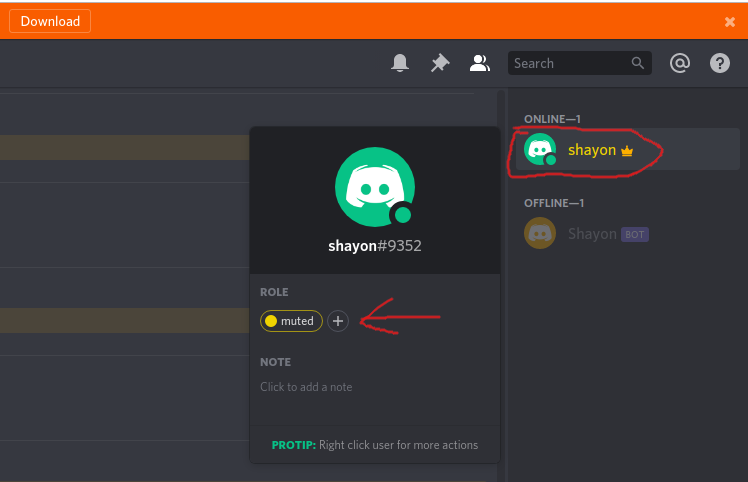 Download
Search
ONLINE—1
shayon
OFFLINE—1
Shayon BOT
shayon#9352
ROLE
muted
NOTE
Click to add a note
PROTIP: Right click user for more actions